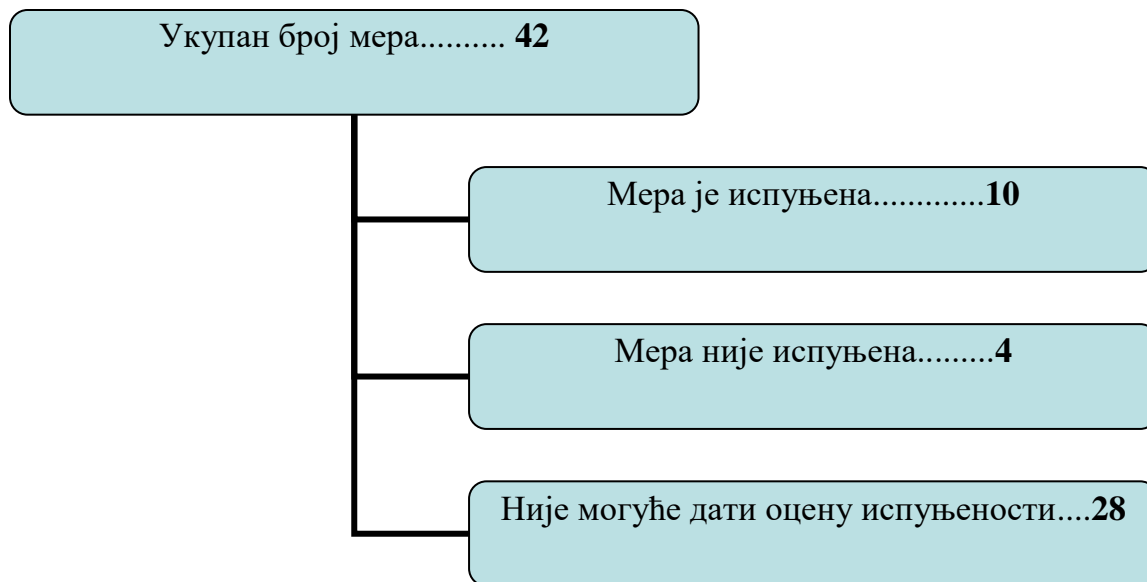 Укупан број мера.......... 42
Мера је испуњена.............10
Мера није испуњена.........4
Није могуће дати оцену испуњености....28